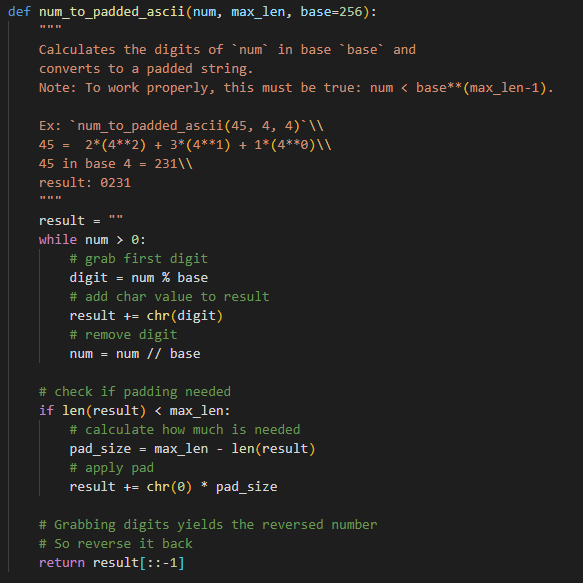 def num_to_padded_ascii(num, max_len, base=256):
    """
    Calculates the digits of `num` in base `base` and
    converts to a padded string.
    Note: To work properly, this must be true: num < base**(max_len-1).

    Ex: `num_to_padded_ascii(45, 4, 4)`\\
    45 =  2*(4**2) + 3*(4**1) + 1*(4**0)\\
    45 in base 4 = 231\\
    result: 0231
    """
    result = ""
    while num > 0:
        # grab first digit
        digit = num % base
        # add char value to result
        result += chr(digit)
        # remove digit
        num = num // base

    # check if padding needed
    if len(result) < max_len:
        # calculate how much is needed
        pad_size = max_len - len(result)
        # apply pad
        result += chr(0) * pad_size

    # Grabbing digits yields the reversed number
    # So reverse it back
    return result[::-1]